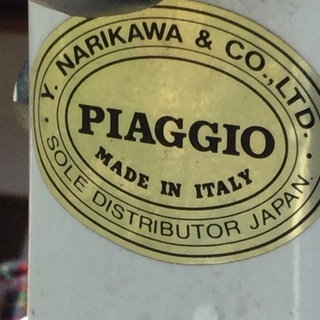 Y. NARIKAWA & CO., LTD.
PIAGGIO
MADE IN ITALY
SOLE DISTRIBUTOR JAPAN.